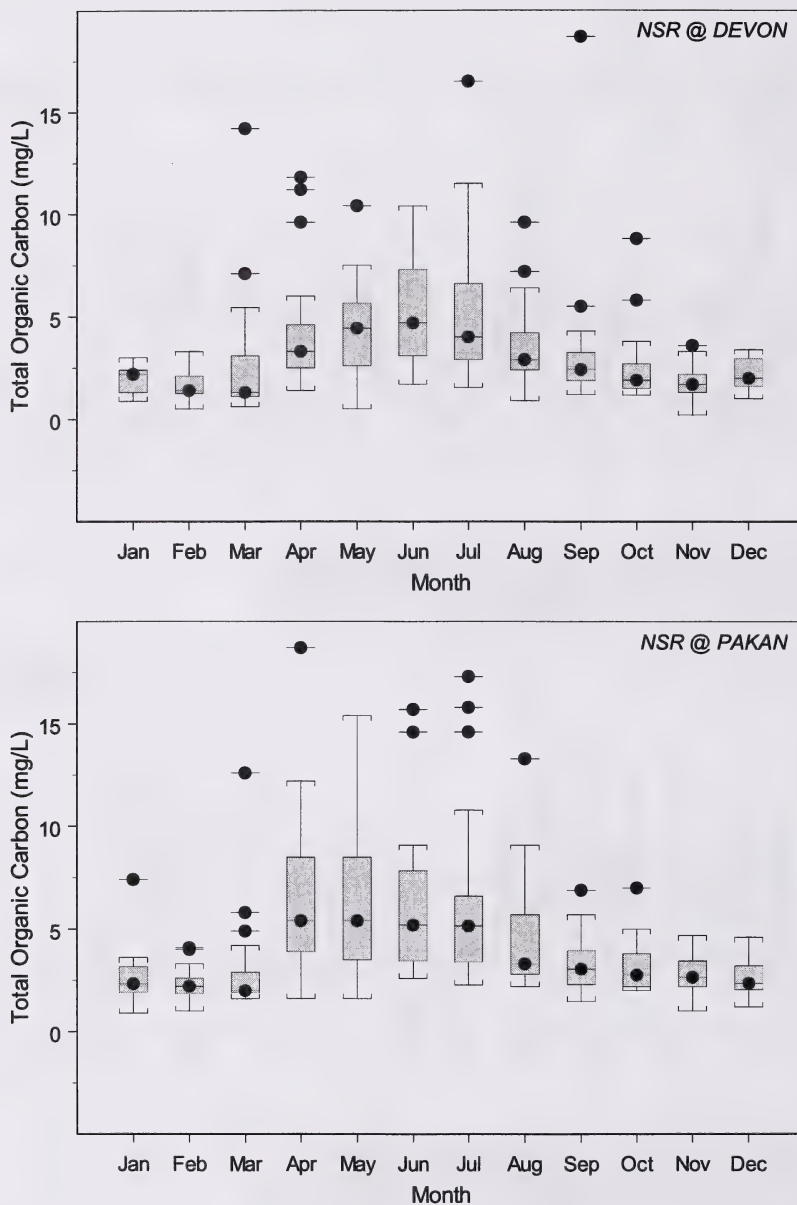 NSR @ DEVON
Total Organic Carbon (mg/L)
15
10
5
0
Jan Feb Mar Apr May Jun Jul Aug Sep Oct Nov Dec
Month
NSR @ PAKAN
Total Organic Carbon (mg/L)
15
10
5
0
Jan Feb Mar Apr May Jun Jul Aug Sep Oct Nov Dec
Month